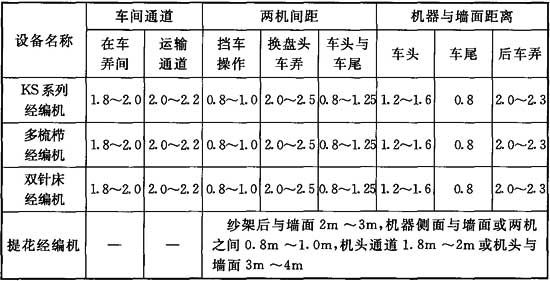 设备名称 车间通道 两机间距 机器与墙面距离
在车弄间 运输通道 挡车操作 换盘头车弄 车头与车尾 车头 车尾 后车弄
KS系列经编机 1.8~2.0 2.0~2.2 0.8~1.0 2.0~2.5 0.8~1.25 1.2~1.6 0.8 2.0~2.3
多梳栉经编机 1.8~2.0 2.0~2.2 0.8~1.0 2.0~2.5 0.8~1.25 1.2~1.6 0.8 2.0~2.3
双针床经编机 1.8~2.0 2.0~2.2 0.8~1.0 2.0~2.5 0.8~1.25 1.2~1.6 0.8 2.0~2.3
提花经编机 — —
纱架后与墙面2m~3m,机器侧面与墙面或两机
之间0.8m~1.0m,机头通道1.8m~2m或机头与
墙面3m~4m